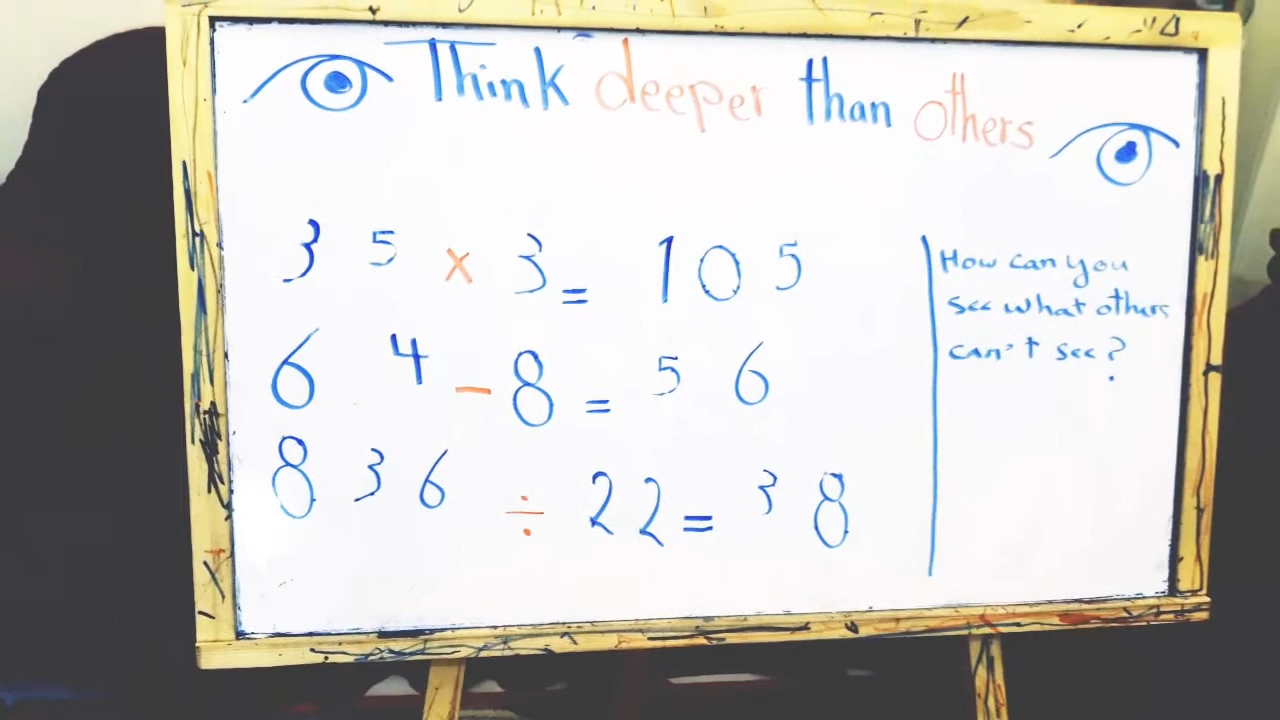 Think deeper than others
3 5 × 3 = 1 0 5
6 4 - 8 = 5 6
8 3 6 ÷ 2 2 = 3 8
How can you
see what others
can't see?